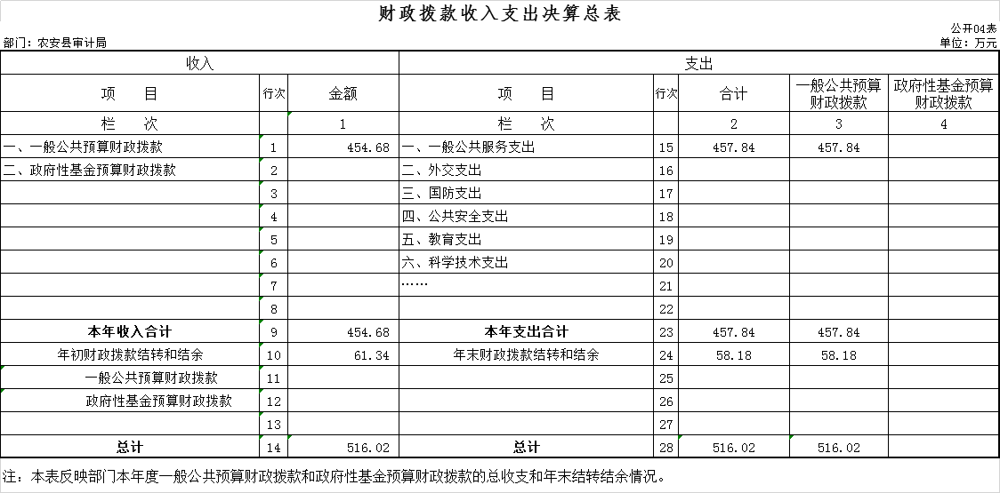 财政拨款收入支出决算总表
公开04表
部门：农安县审计局 单位：万元
收入 支出
项 目 行次 金额 项 目 行次 合计 一般公共预算财政拨款 政府性基金预算财政拨款
栏 次 1 栏 次 2 3 4
一、一般公共预算财政拨款 1 454.68 一、一般公共服务支出 15 457.84 457.84
二、政府性基金预算财政拨款 2 二、外交支出 16
3 三、国防支出 17
4 四、公共安全支出 18
5 五、教育支出 19
6 六、科学技术支出 20
7 …… 21
8 22
本年收入合计 9 454.68 本年支出合计 23 457.84 457.84
年初财政拨款结转和结余 10 61.34 年末财政拨款结转和结余 24 58.18 58.18
一般公共预算财政拨款 11 25
政府性基金预算财政拨款 12 26
13 27
总计 14 516.02 总计 28 516.02 516.02
注：本表反映部门本年度一般公共预算财政拨款和政府性基金预算财政拨款的总收支和年末结转结余情况。